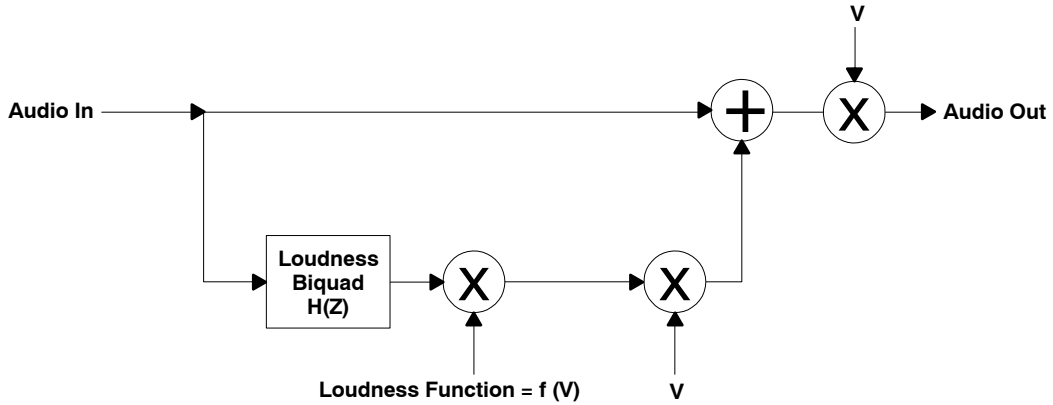 V
Audio In
+
X
Audio Out
Loudness
Biquad
H(Z)
X
X
Loudness Function = f (V)
V